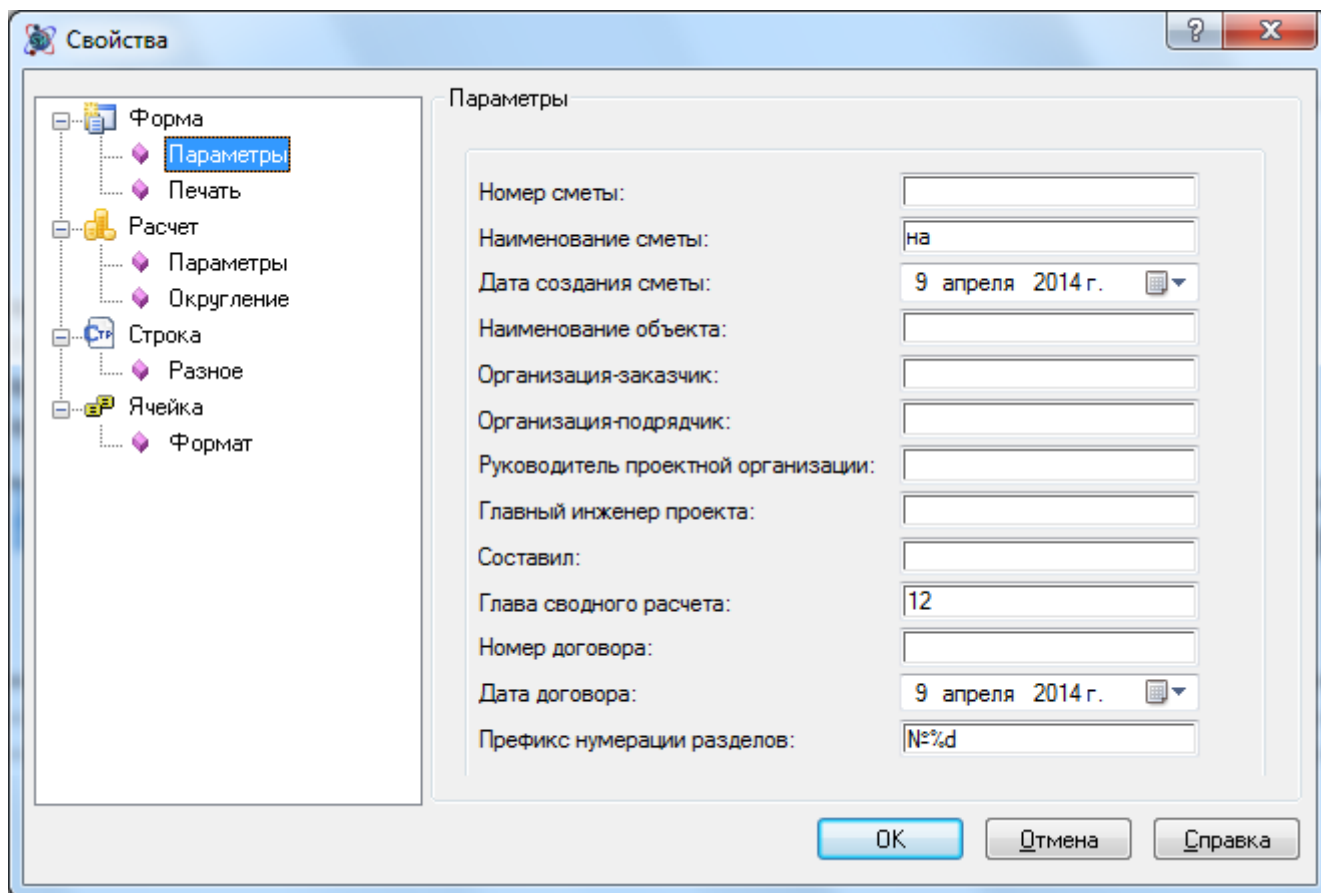 Свойства
Форма
Параметры
Печать
Расчет
Параметры
Округление
Строка
Разное
Ячейка
Формат
Параметры
Номер сметы:
Наименование сметы: на
Дата создания сметы: 9 апреля 2014 г.
Наименование объекта:
Организация-заказчик:
Организация-подрядчик:
Руководитель проектной организации:
Главный инженер проекта:
Составил:
Глава сводного расчета: 12
Номер договора:
Дата договора: 9 апреля 2014 г.
Префикс нумерации разделов: №%d
OK Отмена Справка